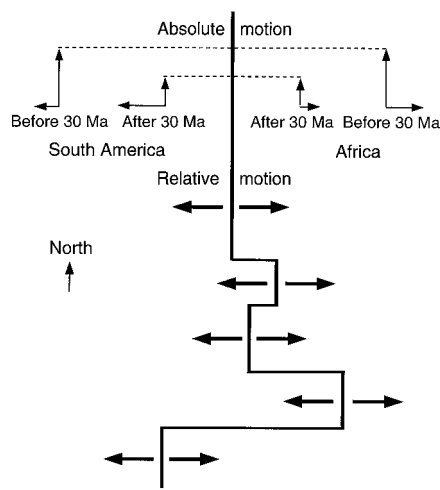 Absolute motion
Before 30 Ma After 30 Ma After 30 Ma Before 30 Ma
South America Africa
Relative motion
North